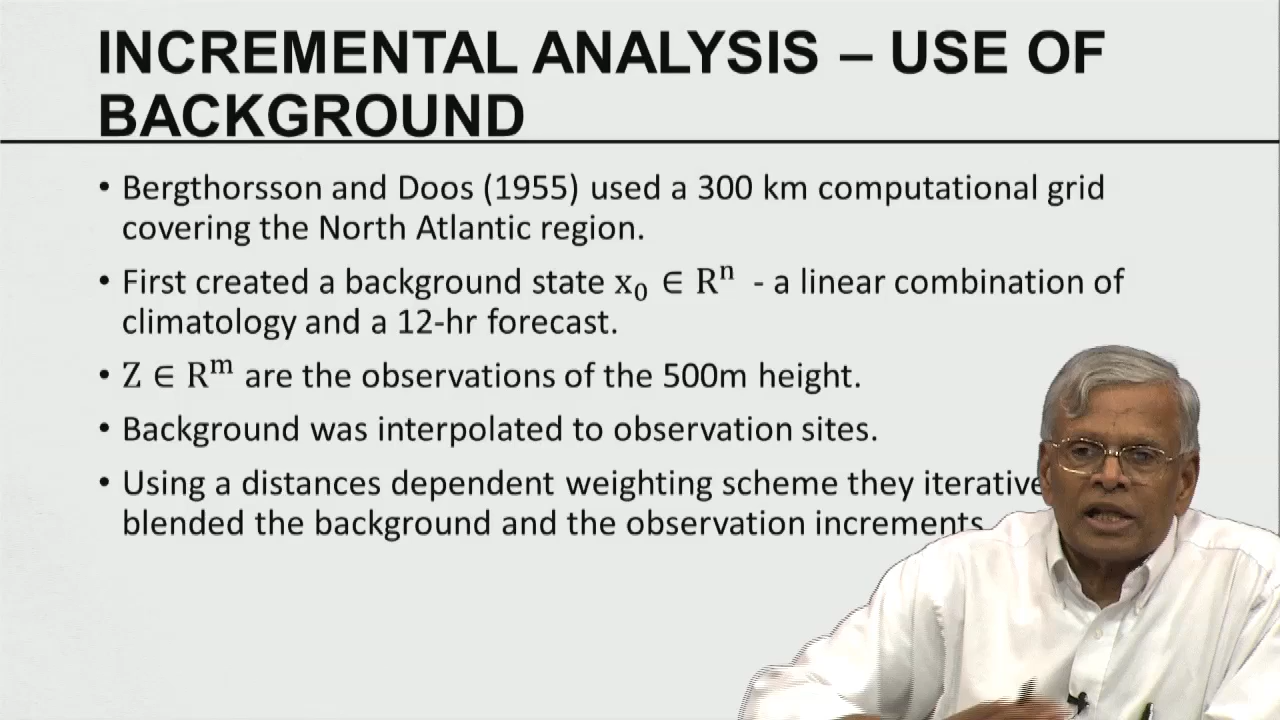 INCREMENTAL ANALYSIS – USE OF
BACKGROUND
• Bergthorsson and Doos (1955) used a 300 km computational grid
covering the North Atlantic region.
• First created a background state x₀ ∈ Rⁿ - a linear combination of
climatology and a 12-hr forecast.
• Z ∈ Rᵐ are the observations of the 500m height.
• Background was interpolated to observation sites.
• Using a distances dependent weighting scheme they iterative
blended the background and the observation increments